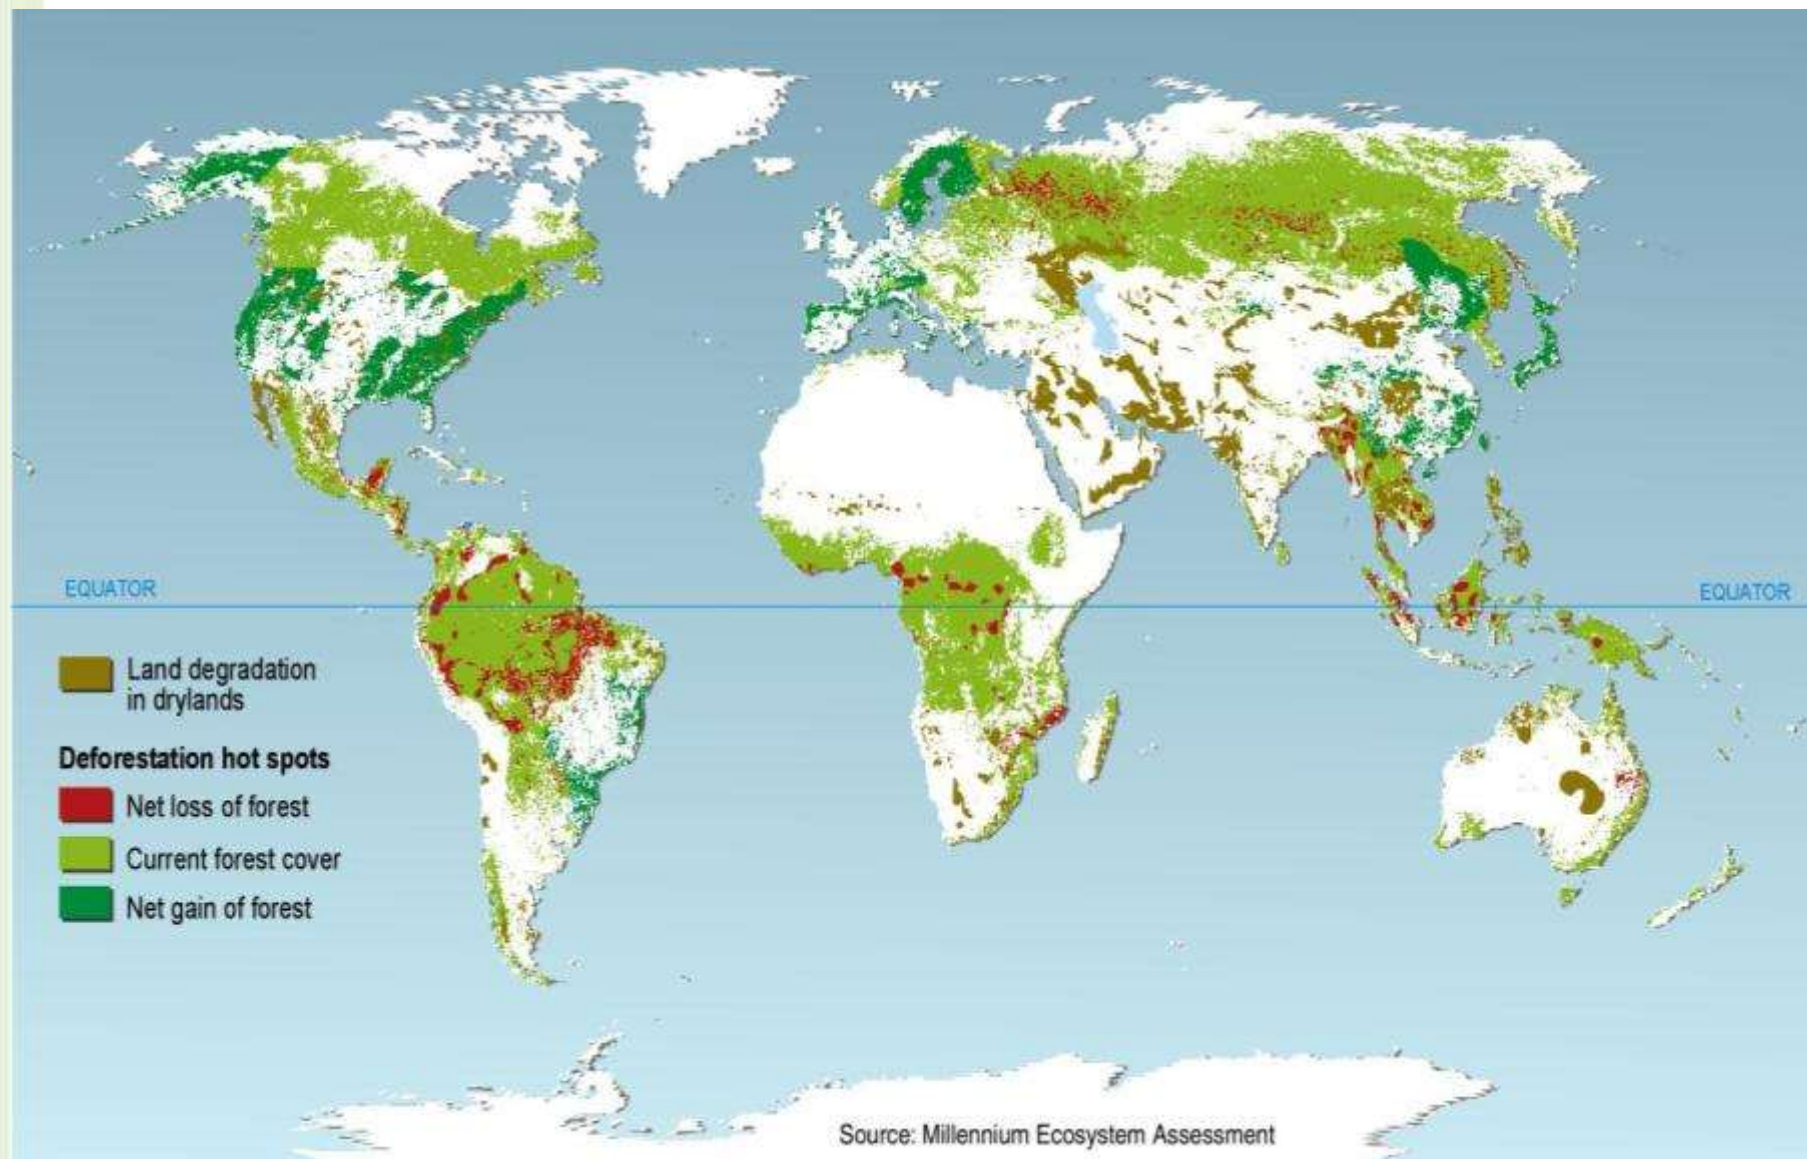 EQUATOR
EQUATOR
Land degradation
in drylands
Deforestation hot spots
Net loss of forest
Current forest cover
Net gain of forest
Source: Millennium Ecosystem Assessment